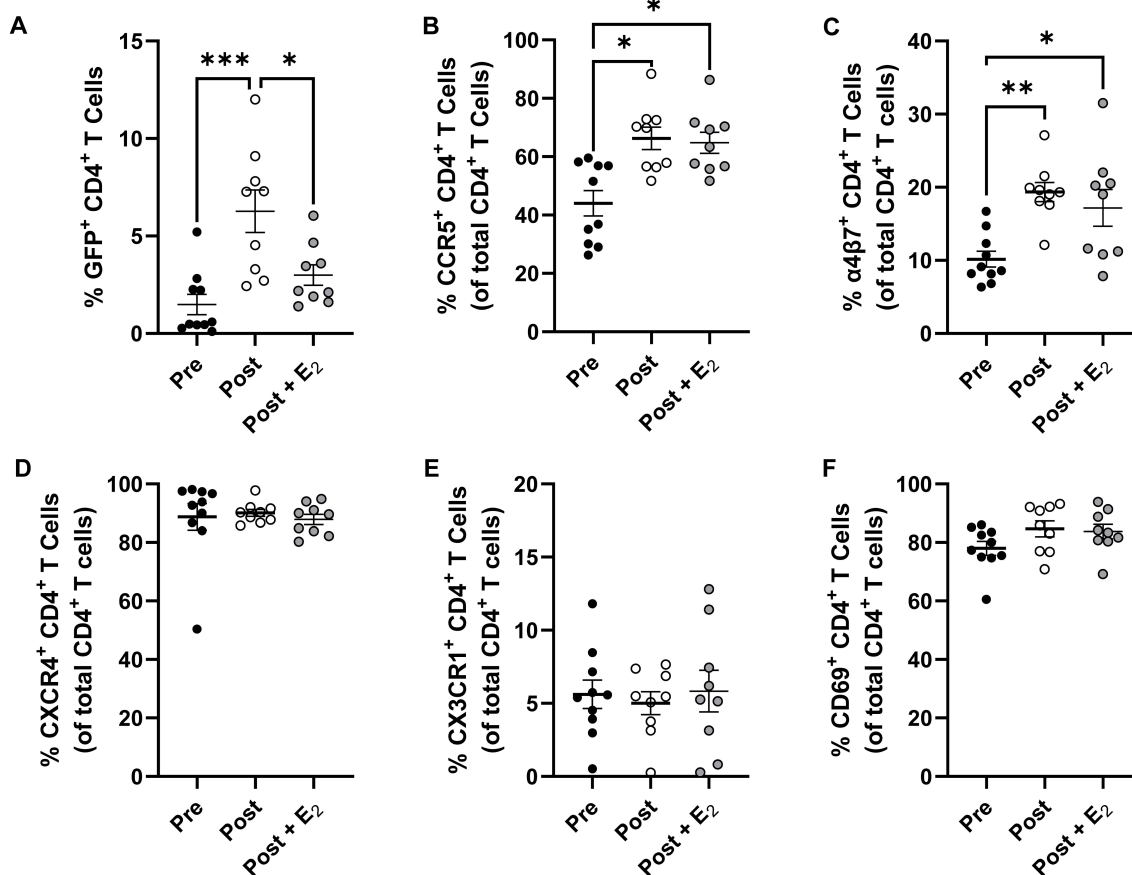 A
% GFP⁺ CD4⁺ T Cells
15
10
5
0
***
*
Pre
Post
Post + E₂
B
% CCR5⁺ CD4⁺ T Cells
(of total CD4⁺ T Cells)
100
80
60
40
20
0
*
*
Pre
Post
Post + E₂
C
% α4β7⁺ CD4⁺ T Cells
(of total CD4⁺ T cells)
40
30
20
10
0
*
**
Pre
Post
Post + E₂
D
% CXCR4⁺ CD4⁺ T Cells
(of total CD4⁺ T cells)
100
80
60
40
20
0
Pre
Post
Post + E₂
E
% CX3CR1⁺ CD4⁺ T Cells
(of total CD4⁺ T cells)
20
15
10
5
0
Pre
Post
Post + E₂
F
% CD69⁺ CD4⁺ T Cells
(of total CD4⁺ T cells)
100
80
60
40
20
0
Pre
Post
Post + E₂